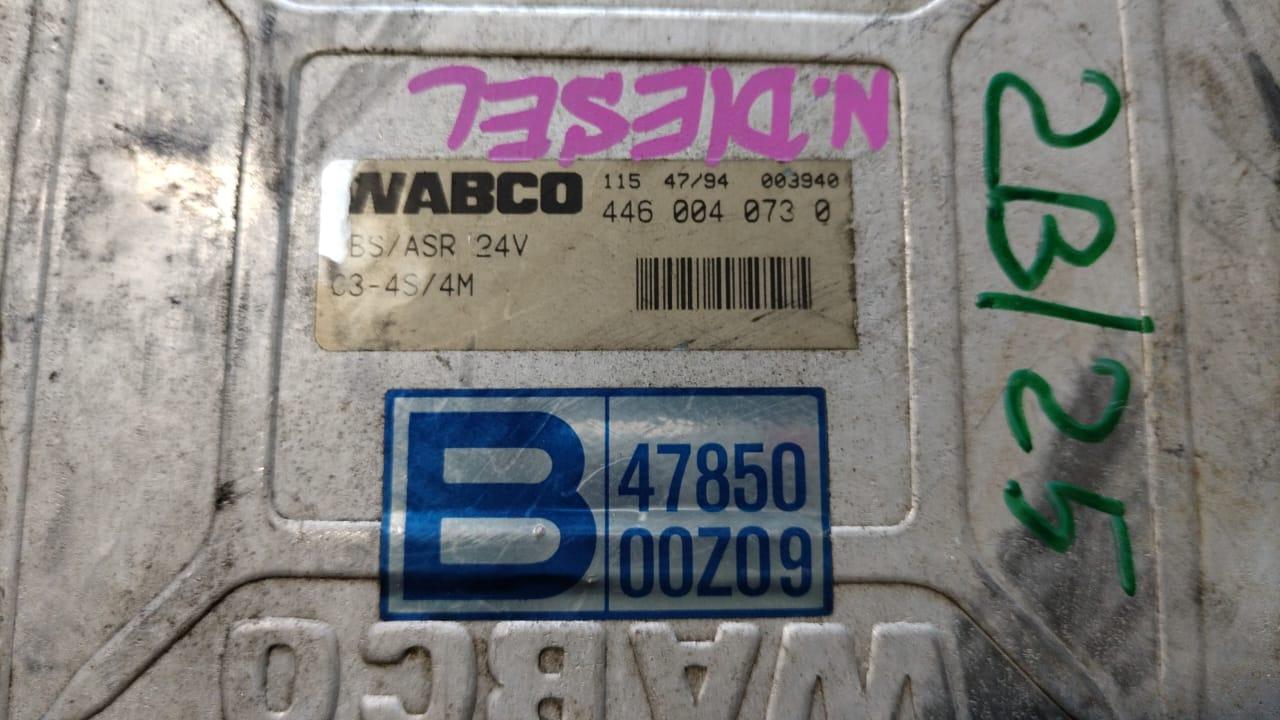 N.DIESEL
WABCO 115 47/94 003940
446 004 073 0
BS/ASR 24V
C3-4S/4M
B 47850
00Z09
WABCO
2B/25